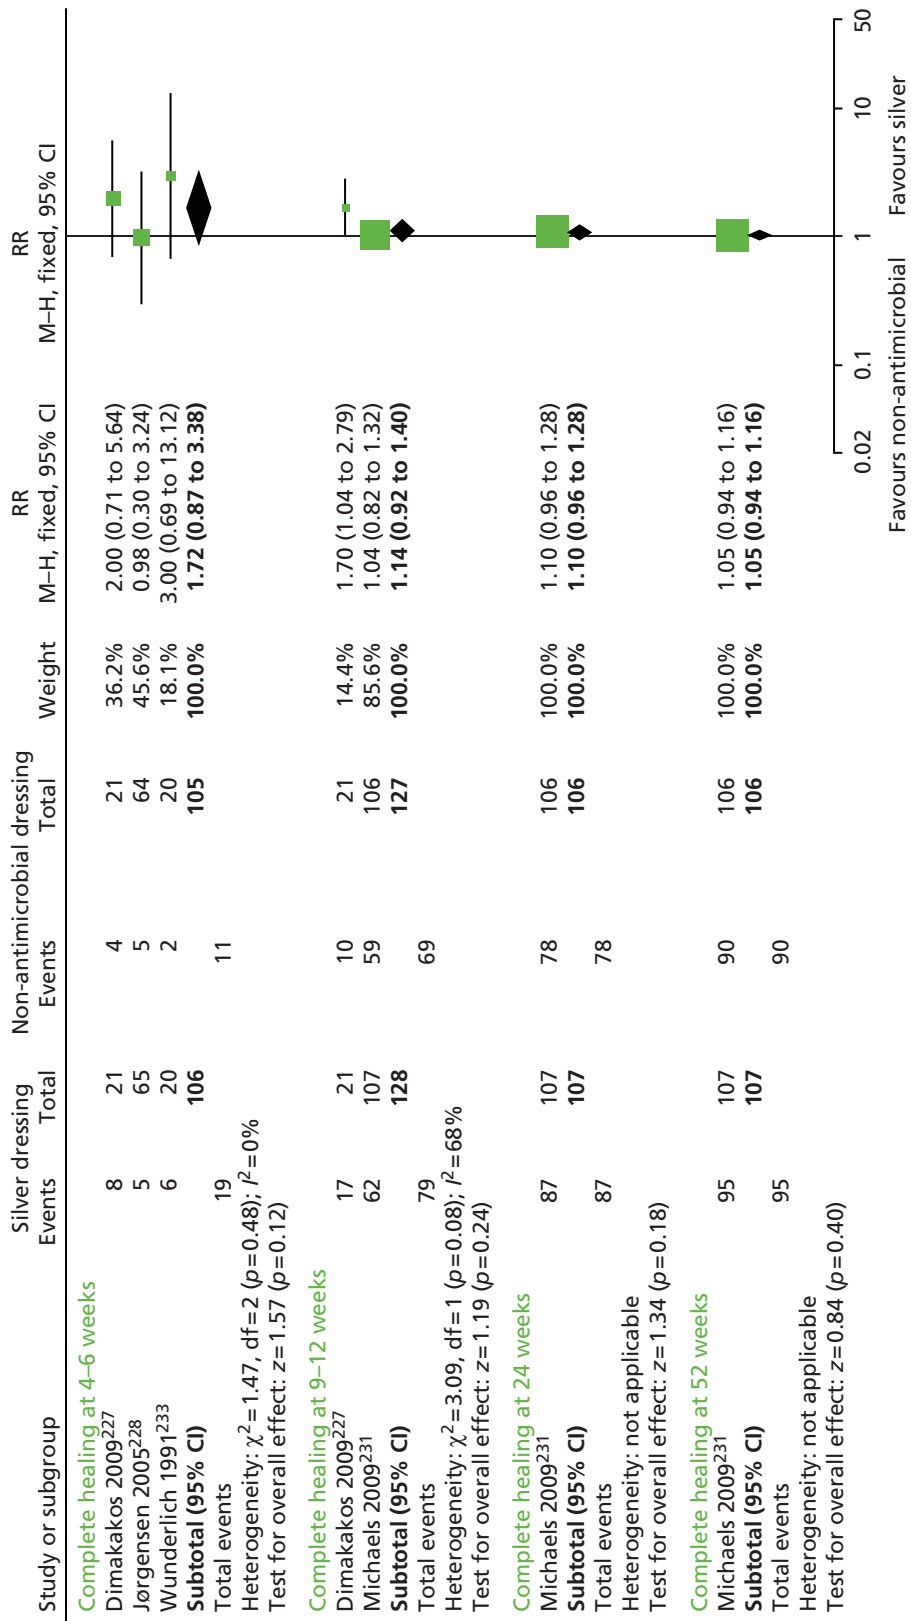 Silver dressing Non-antimicrobial dressing RR RR
Study or subgroup Events Total Events Total Weight M–H, fixed, 95% CI M–H, fixed, 95% CI
Complete healing at 4–6 weeks
Dimakakos 2009227 8 21 4 21 36.2% 2.00 (0.71 to 5.64)
Jørgensen 2005228 5 65 5 64 45.6% 0.98 (0.30 to 3.24)
Wunderlich 1991233 6 20 2 20 18.1% 3.00 (0.69 to 13.12)
Subtotal (95% CI) 106 105 100.0% 1.72 (0.87 to 3.38)
Total events 19 11
Heterogeneity: χ2=1.47, df=2 (p=0.48); I2=0%
Test for overall effect: z=1.57 (p=0.12)
Complete healing at 9–12 weeks
Dimakakos 2009227 17 21 10 21 14.4% 1.70 (1.04 to 2.79)
Michaels 2009231 62 107 59 106 85.6% 1.04 (0.82 to 1.32)
Subtotal (95% CI) 128 127 100.0% 1.14 (0.92 to 1.40)
Total events 79 69
Heterogeneity: χ2=3.09, df=1 (p=0.08); I2=68%
Test for overall effect: z=1.19 (p=0.24)
Complete healing at 24 weeks
Michaels 2009231 87 107 78 106 100.0% 1.10 (0.96 to 1.28)
Subtotal (95% CI) 107 106 100.0% 1.10 (0.96 to 1.28)
Total events 87 78
Heterogeneity: not applicable
Test for overall effect: z=1.34 (p=0.18)
Complete healing at 52 weeks
Michaels 2009231 95 107 90 106 100.0% 1.05 (0.94 to 1.16)
Subtotal (95% CI) 107 106 100.0% 1.05 (0.94 to 1.16)
Total events 95 90
Heterogeneity: not applicable
Test for overall effect: z=0.84 (p=0.40)
0.02 0.1 1 10 50
Favours non-antimicrobial Favours silver